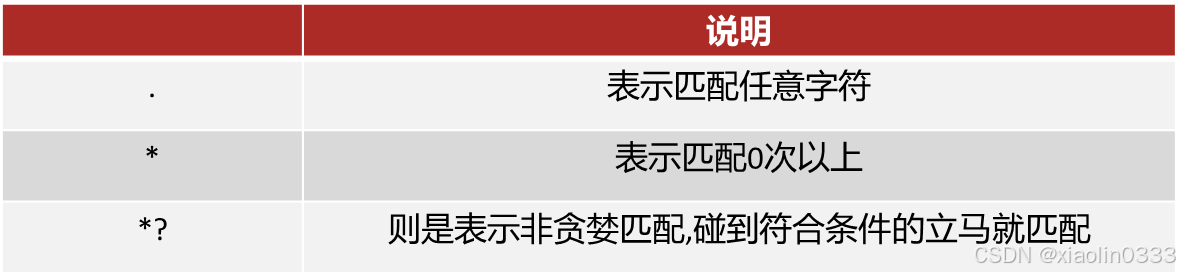 说明
. 表示匹配任意字符
* 表示匹配0次以上
*? 则是表示非贪婪匹配,碰到符合条件的立马就匹配
CSDN @xiaolin0333